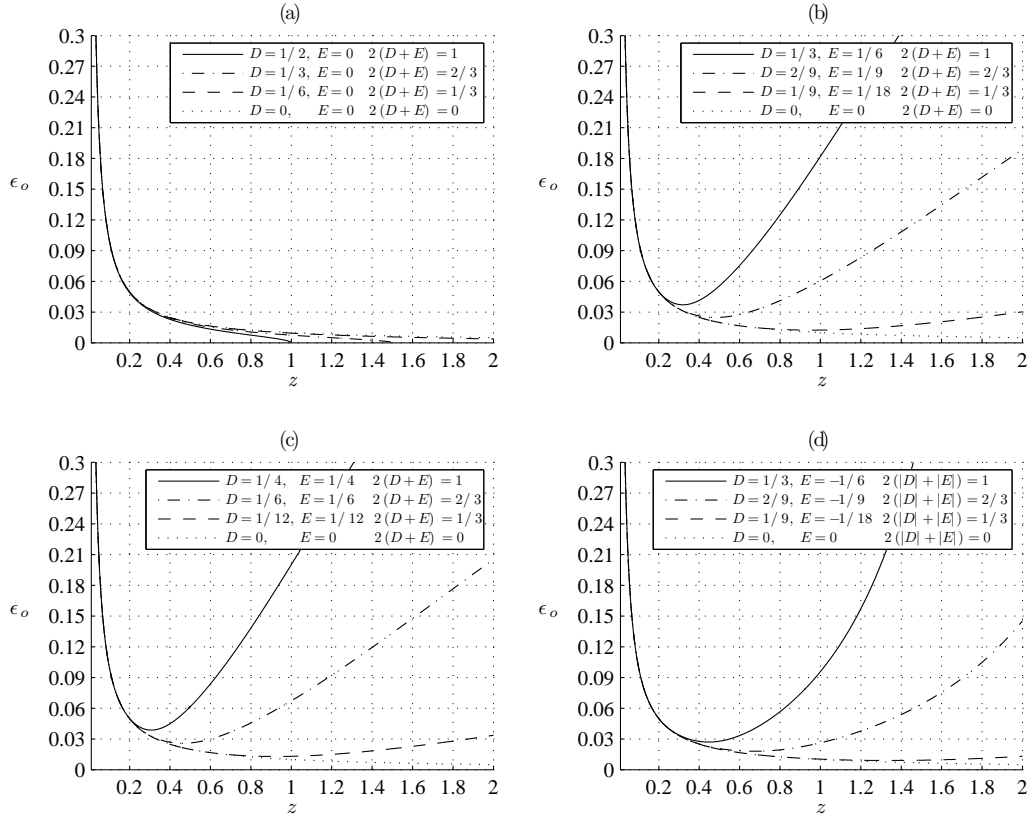 (a)
0.3
0.27
0.24
0.21
0.18
0.15
0.12
0.09
0.06
0.03
0
ϵo
D=1/2, E=0 2(D+E)=1
D=1/3, E=0 2(D+E)=2/3
D=1/6, E=0 2(D+E)=1/3
D=0, E=0 2(D+E)=0
0.2 0.4 0.6 0.8 1 1.2 1.4 1.6 1.8 2
z
(b)
0.3
0.27
0.24
0.21
0.18
0.15
0.12
0.09
0.06
0.03
0
ϵo
D=1/3, E=1/6 2(D+E)=1
D=2/9, E=1/9 2(D+E)=2/3
D=1/9, E=1/18 2(D+E)=1/3
D=0, E=0 2(D+E)=0
0.2 0.4 0.6 0.8 1 1.2 1.4 1.6 1.8 2
z
(c)
0.3
0.27
0.24
0.21
0.18
0.15
0.12
0.09
0.06
0.03
0
ϵo
D=1/4, E=1/4 2(D+E)=1
D=1/6, E=1/6 2(D+E)=2/3
D=1/12, E=1/12 2(D+E)=1/3
D=0, E=0 2(D+E)=0
0.2 0.4 0.6 0.8 1 1.2 1.4 1.6 1.8 2
z
(d)
0.3
0.27
0.24
0.21
0.18
0.15
0.12
0.09
0.06
0.03
0
ϵo
D=1/3, E=−1/6 2(|D|+|E|)=1
D=2/9, E=−1/9 2(|D|+|E|)=2/3
D=1/9, E=−1/18 2(|D|+|E|)=1/3
D=0, E=0 2(|D|+|E|)=0
0.2 0.4 0.6 0.8 1 1.2 1.4 1.6 1.8 2
z